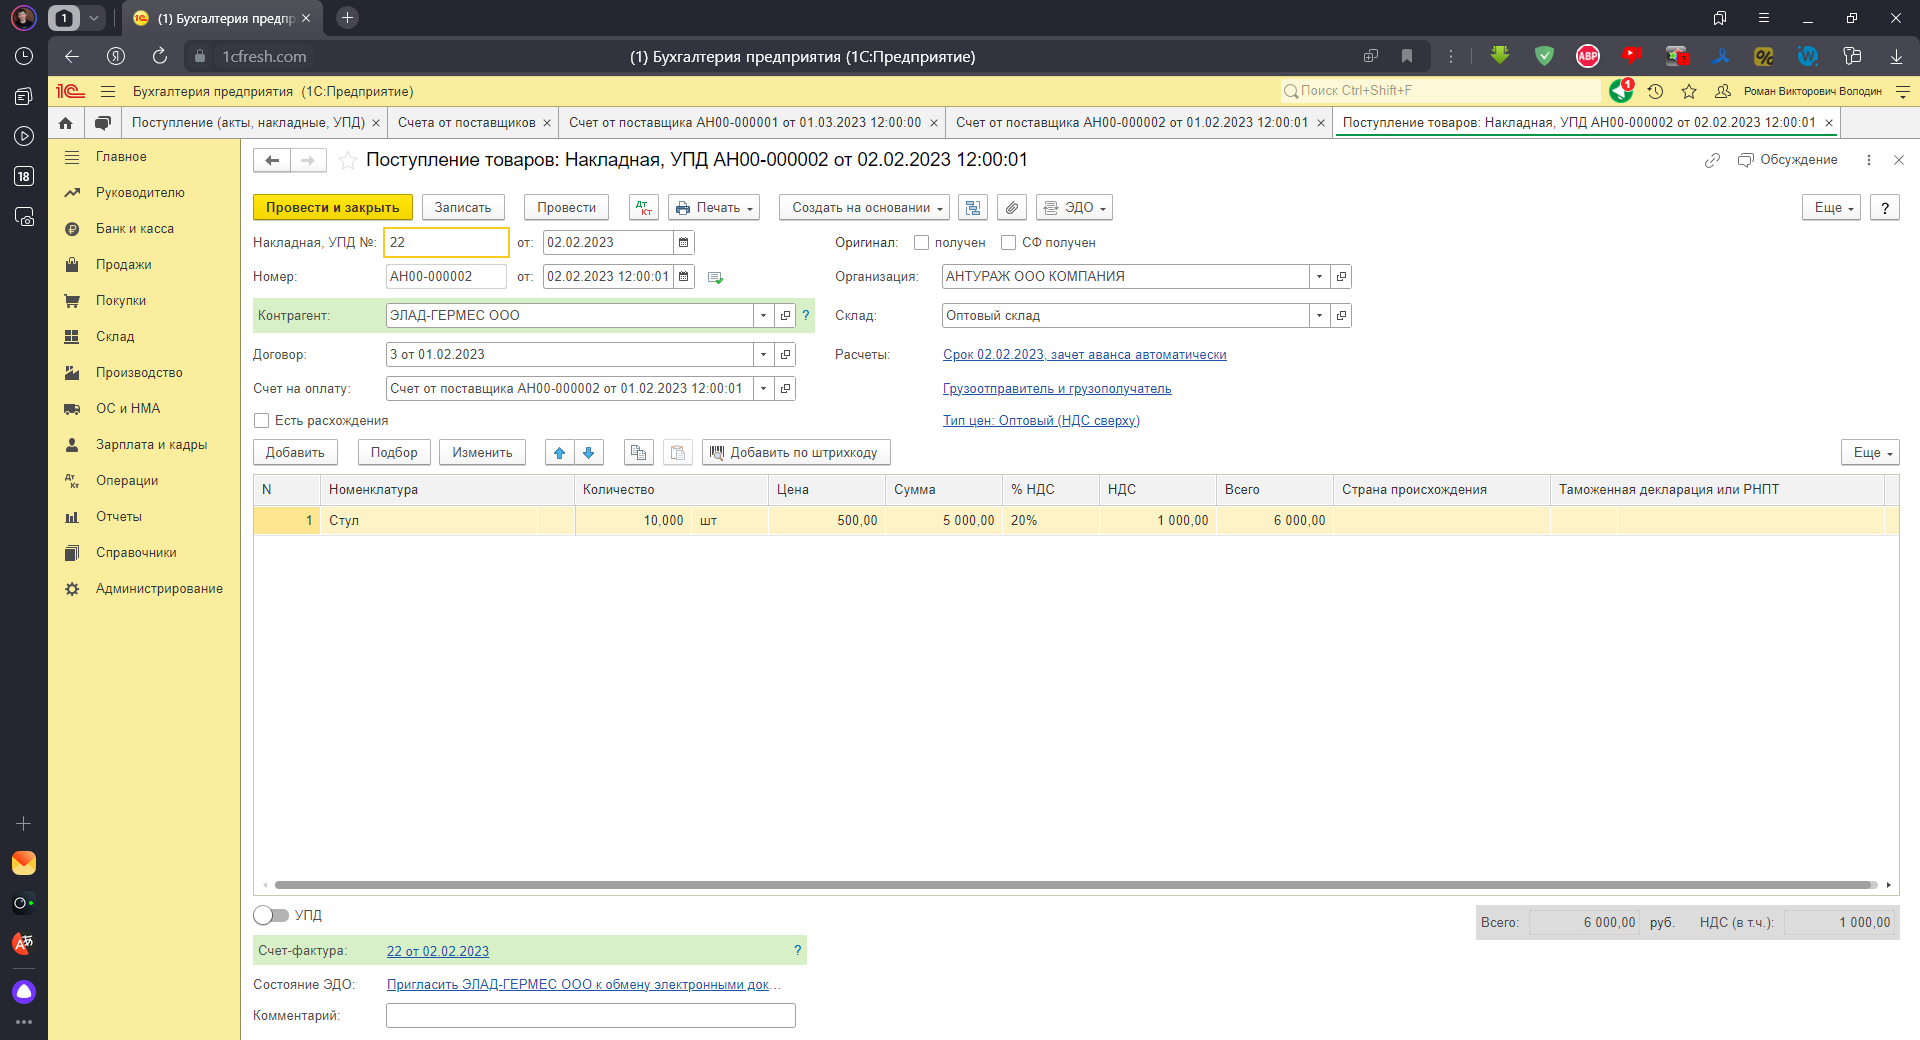 1
(1) Бухгалтерия предпр
1cfresh.com
(1) Бухгалтерия предприятия (1С:Предприятие)
ABP
Бухгалтерия предприятия (1С:Предприятие)
Поиск Ctrl+Shift+F
1
Роман Викторович Володин
Поступление (акты, накладные, УПД)
Счета от поставщиков
Счет от поставщика АН00-000001 от 01.03.2023 12:00:00
Счет от поставщика АН00-000002 от 01.02.2023 12:00:01
Поступление товаров: Накладная, УПД АН00-000002 от 02.02.2023 12:00:01
18
Главное
Руководителю
Банк и касса
Продажи
Покупки
Склад
Производство
ОС и НМА
Зарплата и кадры
Операции
Отчеты
Справочники
Администрирование
Поступление товаров: Накладная, УПД АН00-000002 от 02.02.2023 12:00:01
Обсуждение
Провести и закрыть
Записать
Провести
Дт Кт
Печать
Создать на основании
ЭДО
Еще
?
Накладная, УПД №: 22 от: 02.02.2023
Оригинал: получен СФ получен
Номер: АН00-000002 от: 02.02.2023 12:00:01
Организация: АНТУРАЖ ООО КОМПАНИЯ
Контрагент: ЭЛАД-ГЕРМЕС ООО ?
Склад: Оптовый склад
Договор: 3 от 01.02.2023
Расчеты: Срок 02.02.2023, зачет аванса автоматически
Счет на оплату: Счет от поставщика АН00-000002 от 01.02.2023 12:00:01
Грузоотправитель и грузополучатель
Есть расхождения
Тип цен: Оптовый (НДС сверху)
Добавить
Подбор
Изменить
Добавить по штрихкоду
Еще
N Номенклатура Количество Цена Сумма % НДС НДС Всего Страна происхождения Таможенная декларация или РНПТ
1 Стул 10,000 шт 500,00 5 000,00 20% 1 000,00 6 000,00
УПД
Всего: 6 000,00 руб. НДС (в т.ч.): 1 000,00
Счет-фактура: 22 от 02.02.2023 ?
Состояние ЭДО: Пригласить ЭЛАД-ГЕРМЕС ООО к обмену электронными док...
Комментарий: